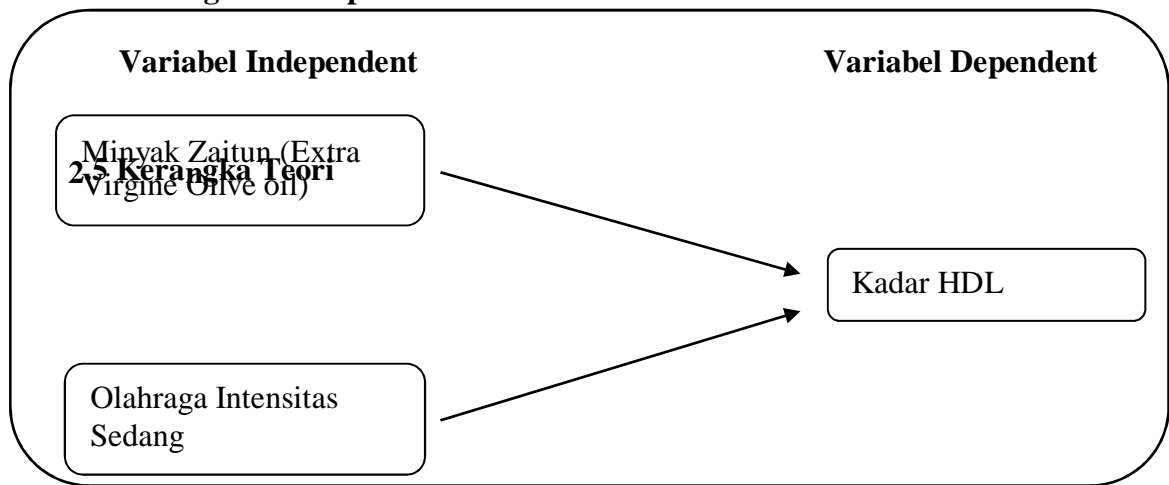 Variabel Independent
Variabel Dependent
Minyak Zaitun (Extra
Virgine Olive oil)
2.5 Kerangka Teori
Kadar HDL
Olahraga Intensitas
Sedang